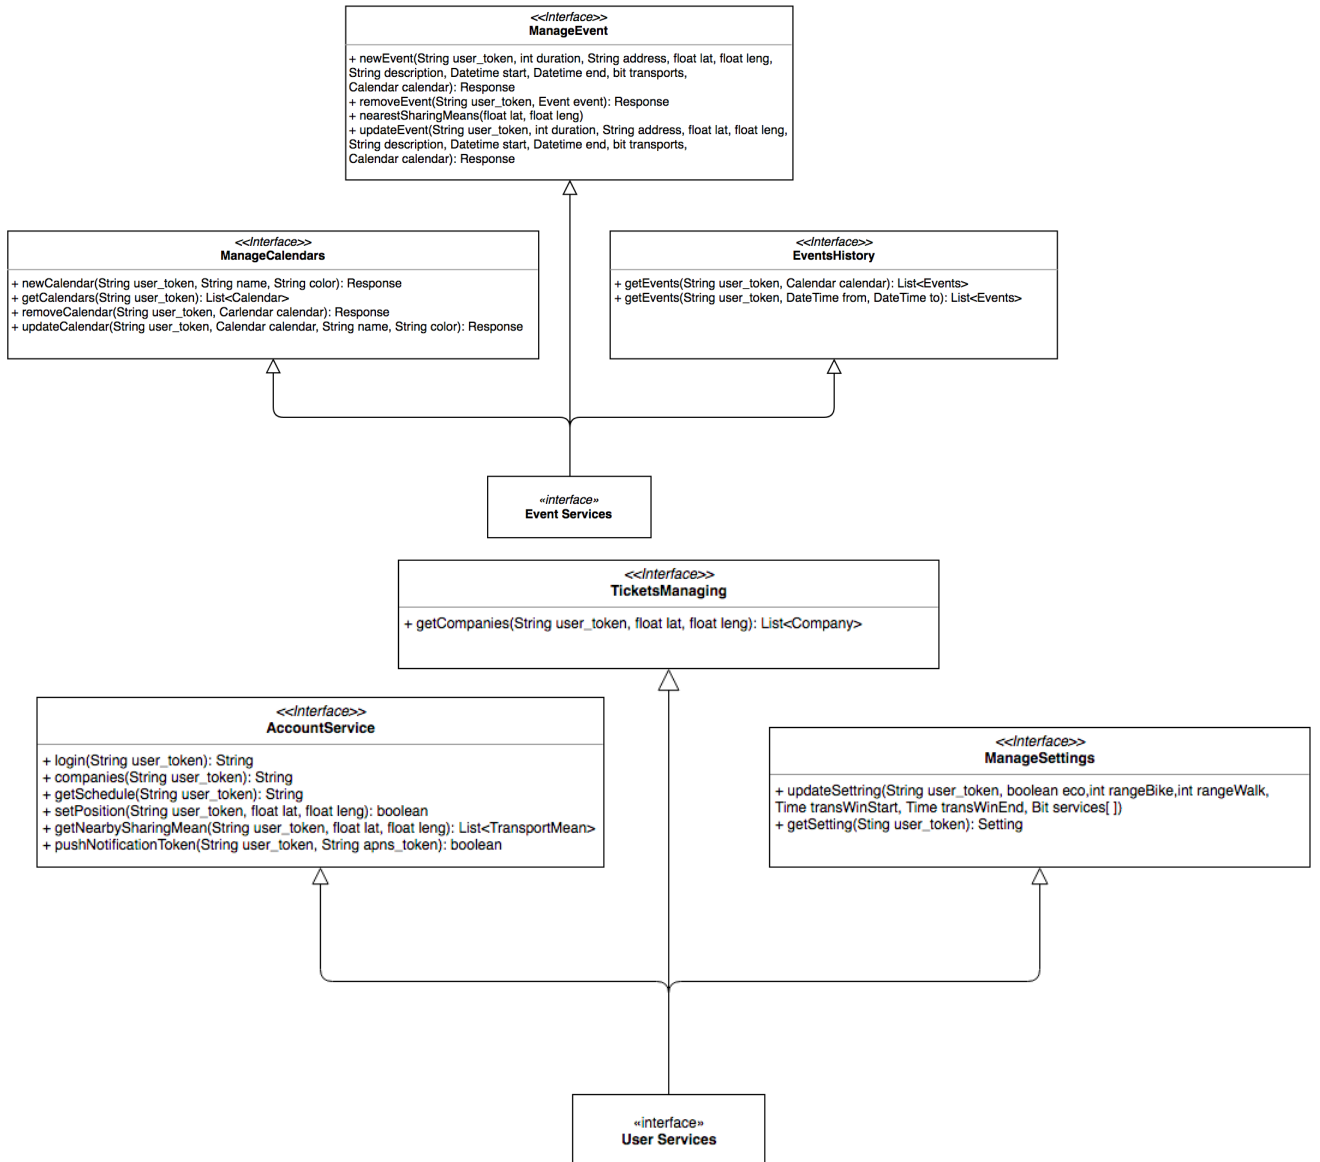 <<Interface>>
ManageEvent
+ newEvent(String user_token, int duration, String address, float lat, float leng,
String description, Datetime start, Datetime end, bit transports,
Calendar calendar): Response
+ removeEvent(String user_token, Event event): Response
+ nearestSharingMeans(float lat, float leng)
+ updateEvent(String user_token, int duration, String address, float lat, float leng,
String description, Datetime start, Datetime end, bit transports,
Calendar calendar): Response
<<Interface>>
ManageCalendars
+ newCalendar(String user_token, String name, String color): Response
+ getCalendars(String user_token): List<Calendar>
+ removeCalendar(String user_token, Carlendar calendar): Response
+ updateCalendar(String user_token, Calendar calendar, String name, String color): Response
<<Interface>>
EventsHistory
+ getEvents(String user_token, Calendar calendar): List<Events>
+ getEvents(String user_token, DateTime from, DateTime to): List<Events>
«interface»
Event Services
<<Interface>>
TicketsManaging
+ getCompanies(String user_token, float lat, float leng): List<Company>
<<Interface>>
AccountService
+ login(String user_token): String
+ companies(String user_token): String
+ getSchedule(String user_token): String
+ setPosition(String user_token, float lat, float leng): boolean
+ getNearbySharingMean(String user_token, float lat, float leng): List<TransportMean>
+ pushNotificationToken(String user_token, String apns_token): boolean
<<Interface>>
ManageSettings
+ updateSettring(String user_token, boolean eco,int rangeBike,int rangeWalk,
Time transWinStart, Time transWinEnd, Bit services[ ])
+ getSetting(Sting user_token): Setting
«interface»
User Services